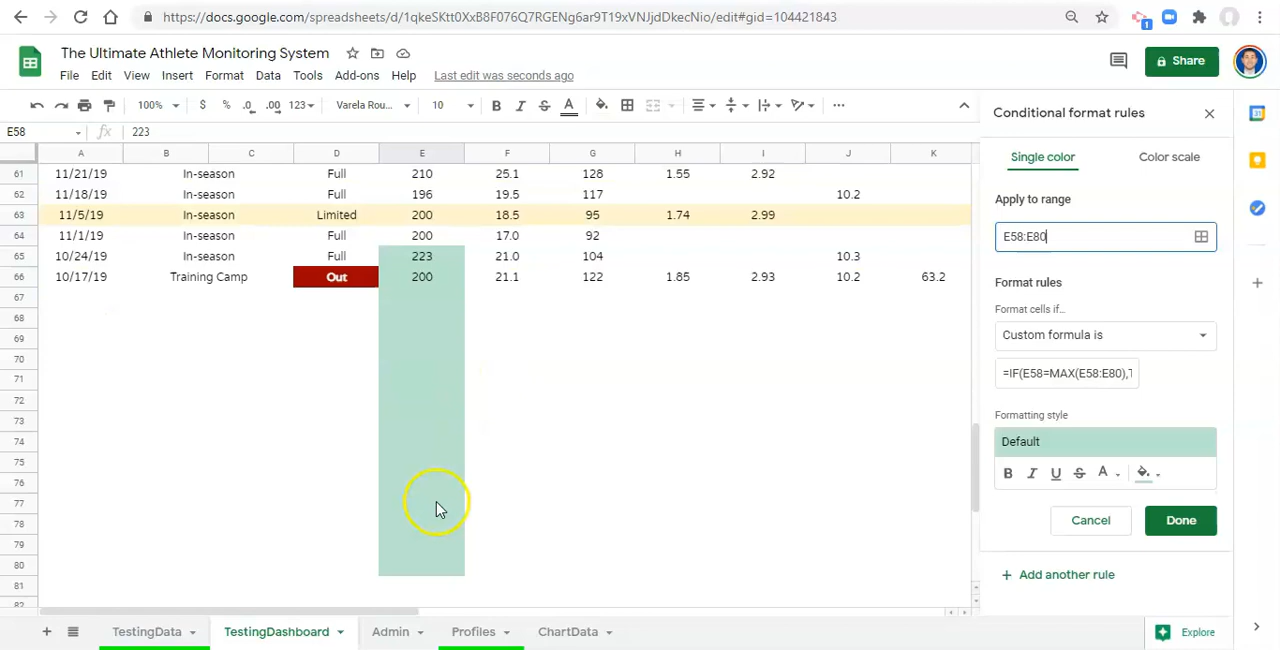 https://docs.google.com/spreadsheets/d/1qkeSKtt0XxB8F076Q7RGENg6ar9T19xVNJjdDkecNio/edit#gid=104421843
1
The Ultimate Athlete Monitoring System
File Edit View Insert Format Data Tools Add-ons Help Last edit was seconds ago
Share
100% $ % .0 .00 123 Varela Rou... 10 B I S A
E58 fx 223
A B C D E F G H I J K
61 11/21/19 In-season Full 210 25.1 128 1.55 2.92
62 11/18/19 In-season Full 196 19.5 117 10.2
63 11/5/19 In-season Limited 200 18.5 95 1.74 2.99
64 11/1/19 In-season Full 200 17.0 92
65 10/24/19 In-season Full 223 21.0 104 10.3
66 10/17/19 Training Camp Out 200 21.1 122 1.85 2.93 10.2 63.2
67
68
69
70
71
72
73
74
75
76
77
78
79
80
81
82
Conditional format rules
Single color Color scale
Apply to range
E58:E80
Format rules
Format cells if...
Custom formula is
=IF(E58=MAX(E58:E80),T
Formatting style
Default
B I U S A
Cancel Done
+ Add another rule
+ TestingData TestingDashboard Admin Profiles ChartData Explore